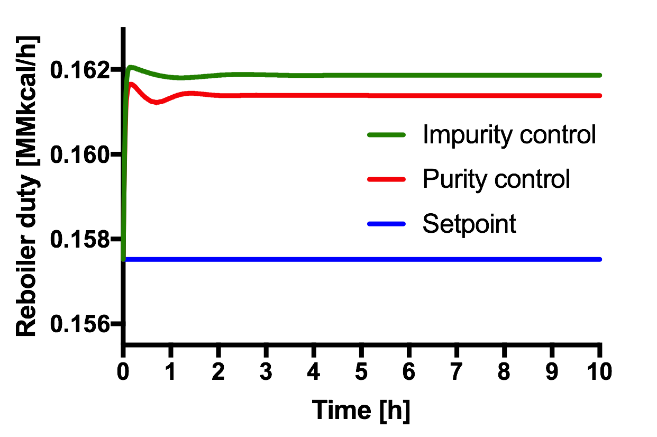 Reboiler duty [MMkcal/h]
0.162
0.160
0.158
0.156
Impurity control
Purity control
Setpoint
0 1 2 3 4 5 6 7 8 9 10
Time [h]